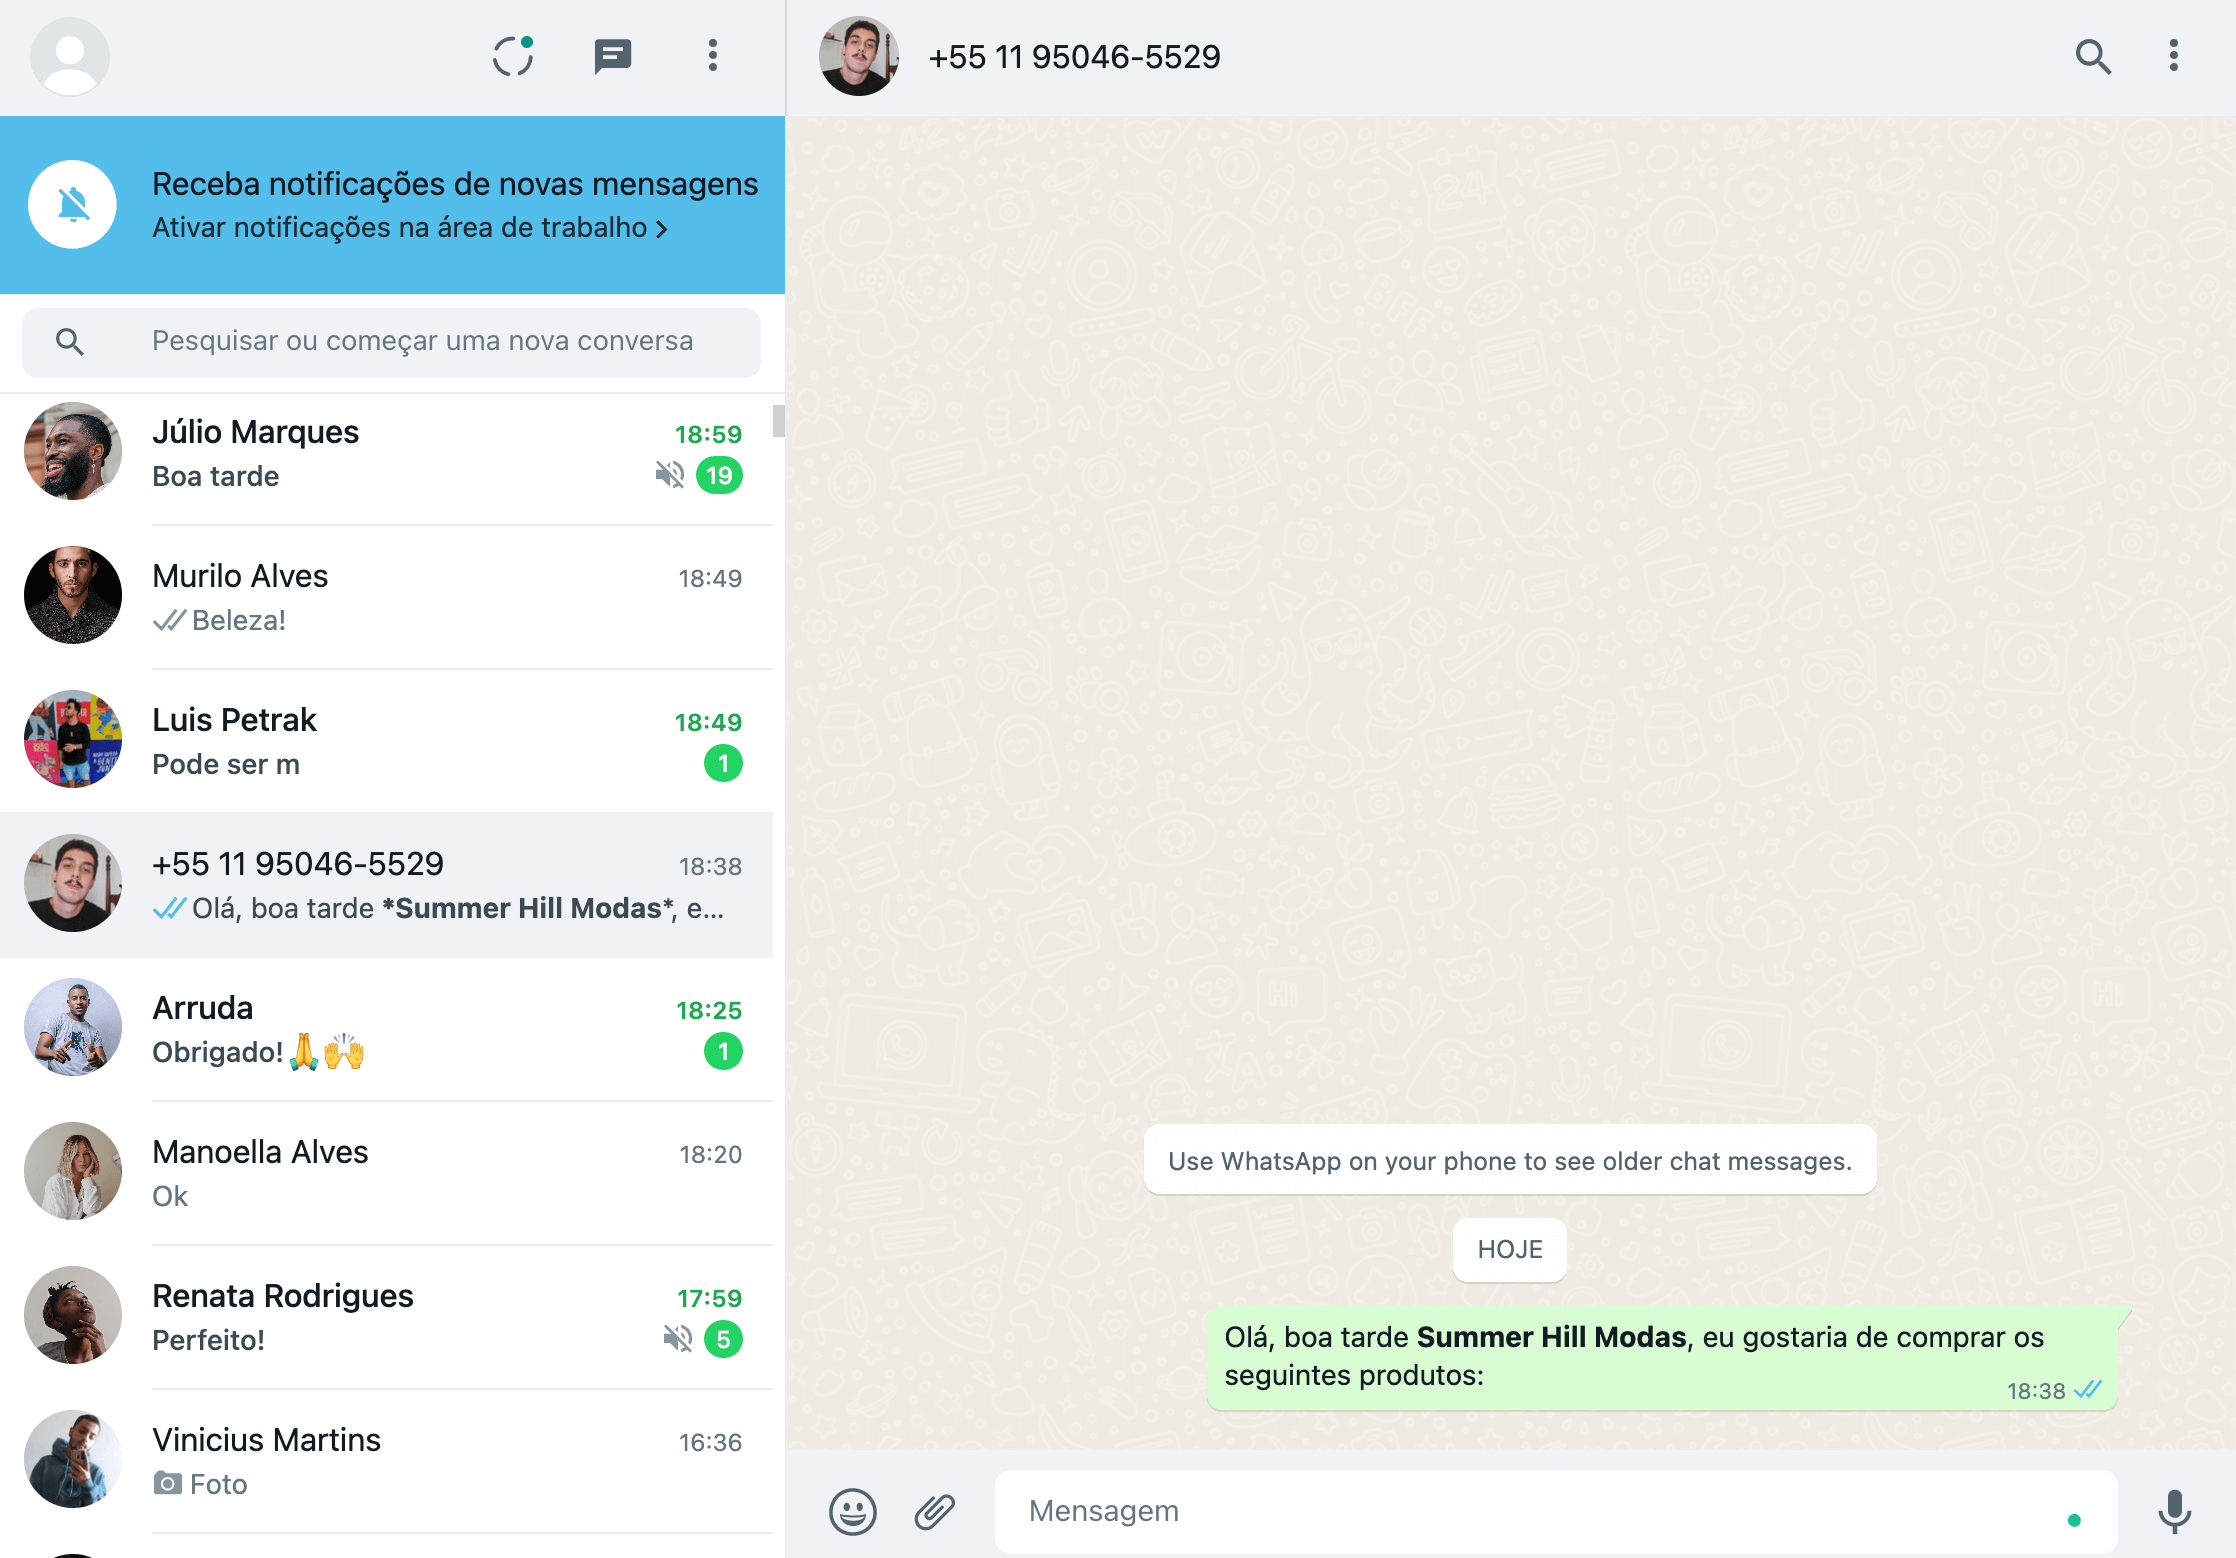 +55 11 95046-5529
Receba notificações de novas mensagens
Ativar notificações na área de trabalho >
Pesquisar ou começar uma nova conversa
Júlio Marques 18:59
Boa tarde 19
Murilo Alves 18:49
Beleza!
Luis Petrak 18:49
Pode ser m 1
+55 11 95046-5529 18:38
Olá, boa tarde *Summer Hill Modas*, e...
Arruda 18:25
Obrigado!🙏🙌 1
Manoella Alves 18:20
Ok
Renata Rodrigues 17:59
Perfeito! 5
Vinicius Martins 16:36
Foto
Use WhatsApp on your phone to see older chat messages.
HOJE
Olá, boa tarde Summer Hill Modas, eu gostaria de comprar os
seguintes produtos:
18:38
Mensagem